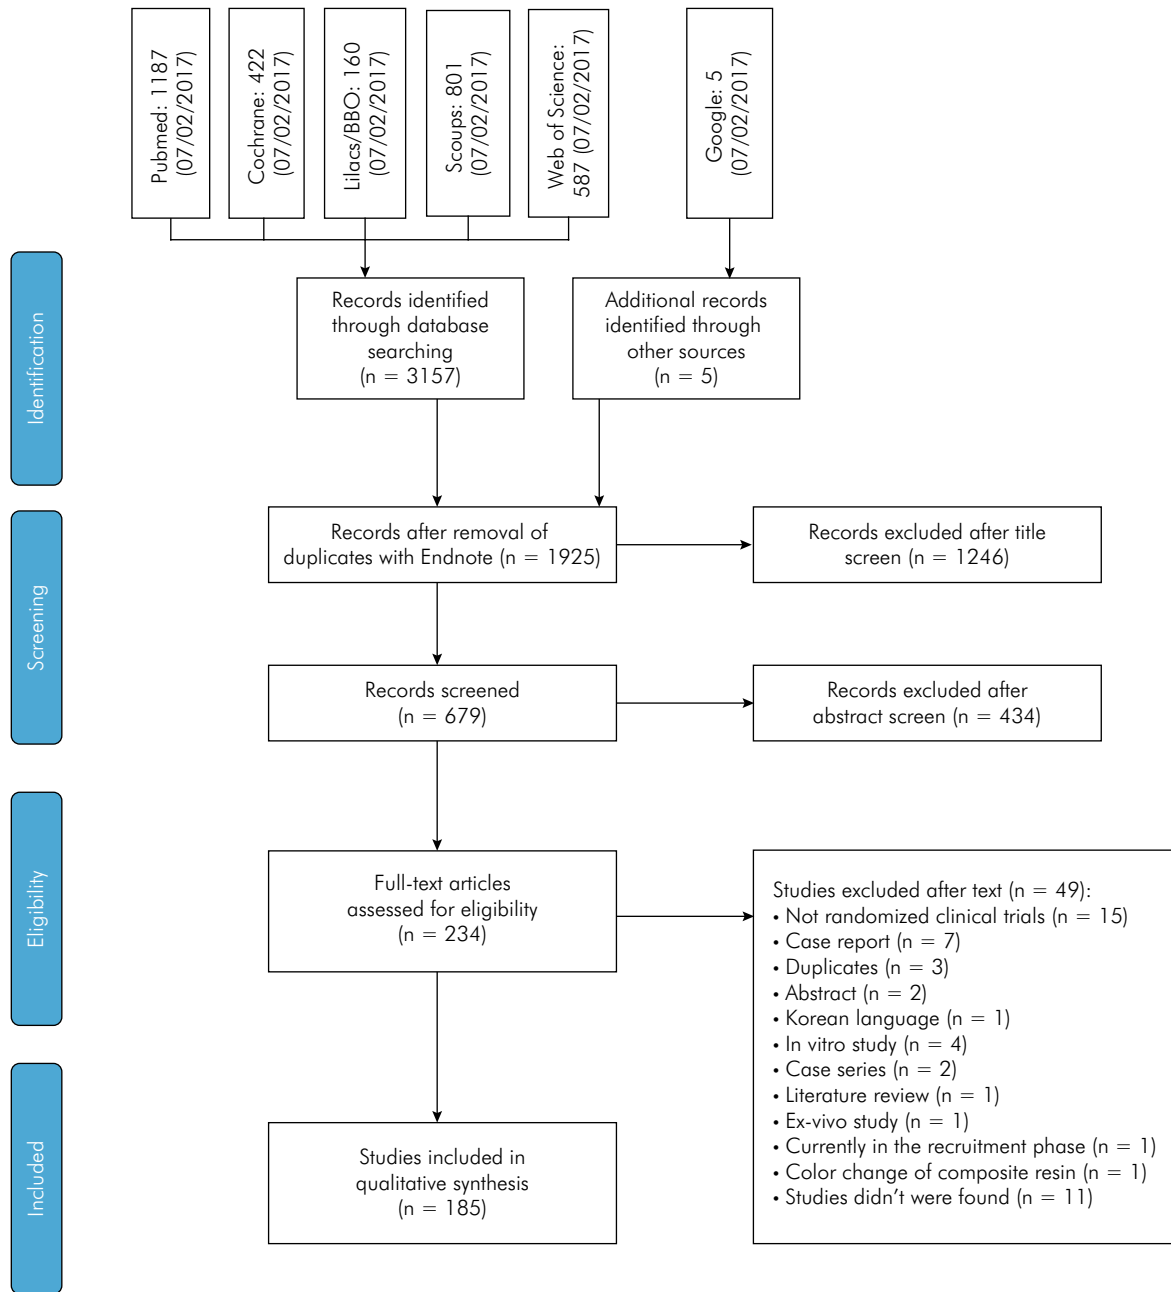 Pubmed: 1187
(07/02/2017)
Cochrane: 422
(07/02/2017)
Lilacs/BBO: 160
(07/02/2017)
Scoups: 801
(07/02/2017)
Web of Science:
587 (07/02/2017)
Google: 5
(07/02/2017)
Identification
Records identified
through database
searching
(n = 3157)
Additional records
identified through
other sources
(n = 5)
Screening
Records after removal of
duplicates with Endnote (n = 1925)
Records excluded after title
screen (n = 1246)
Records screened
(n = 679)
Records excluded after
abstract screen (n = 434)
Eligibility
Full-text articles
assessed for eligibility
(n = 234)
Studies excluded after text (n = 49):
• Not randomized clinical trials (n = 15)
• Case report (n = 7)
• Duplicates (n = 3)
• Abstract (n = 2)
• Korean language (n = 1)
• In vitro study (n = 4)
• Case series (n = 2)
• Literature review (n = 1)
• Ex-vivo study (n = 1)
• Currently in the recruitment phase (n = 1)
• Color change of composite resin (n = 1)
• Studies didn't were found (n = 11)
Included
Studies included in
qualitative synthesis
(n = 185)